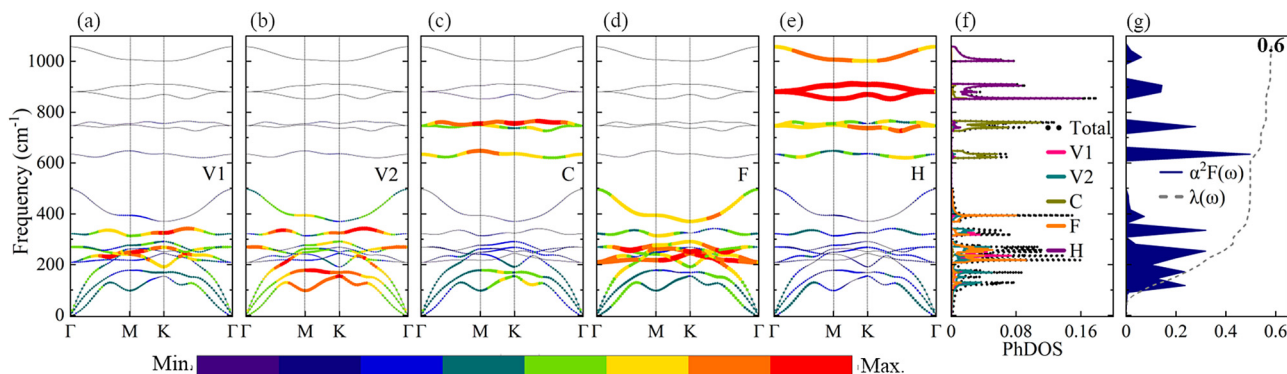 (a) (b) (c) (d) (e) (f) (g)
Frequency (cm⁻¹)
1000
800
600
400
200
0
V1 V2 C F H
Total
V1
V2
C
F
H
0.6
α²F(ω)
λ(ω)
Γ M K Γ Γ M K Γ Γ M K Γ Γ M K Γ Γ M K Γ
0 0.08 0.16
PhDOS
0 0.2 0.4 0.6
Min. Max.